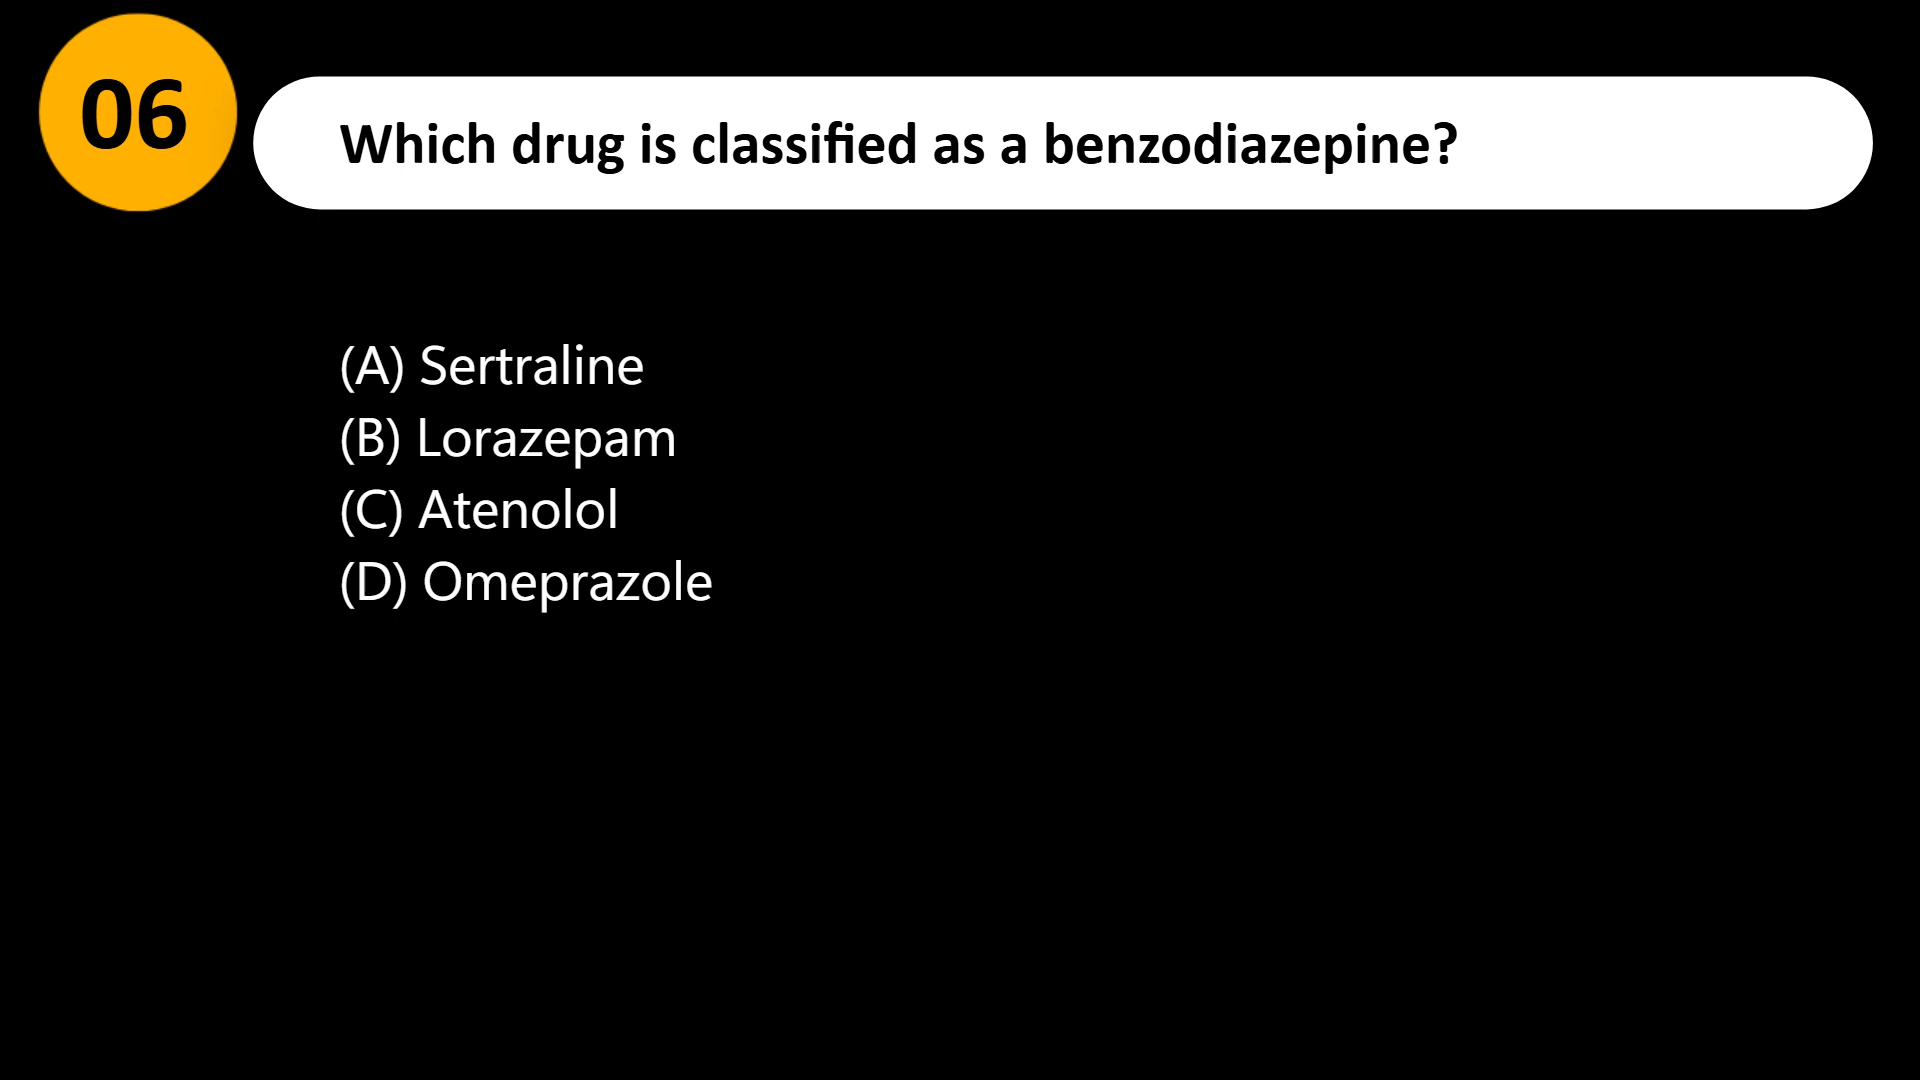 06
Which drug is classified as a benzodiazepine?
(A) Sertraline
(B) Lorazepam
(C) Atenolol
(D) Omeprazole